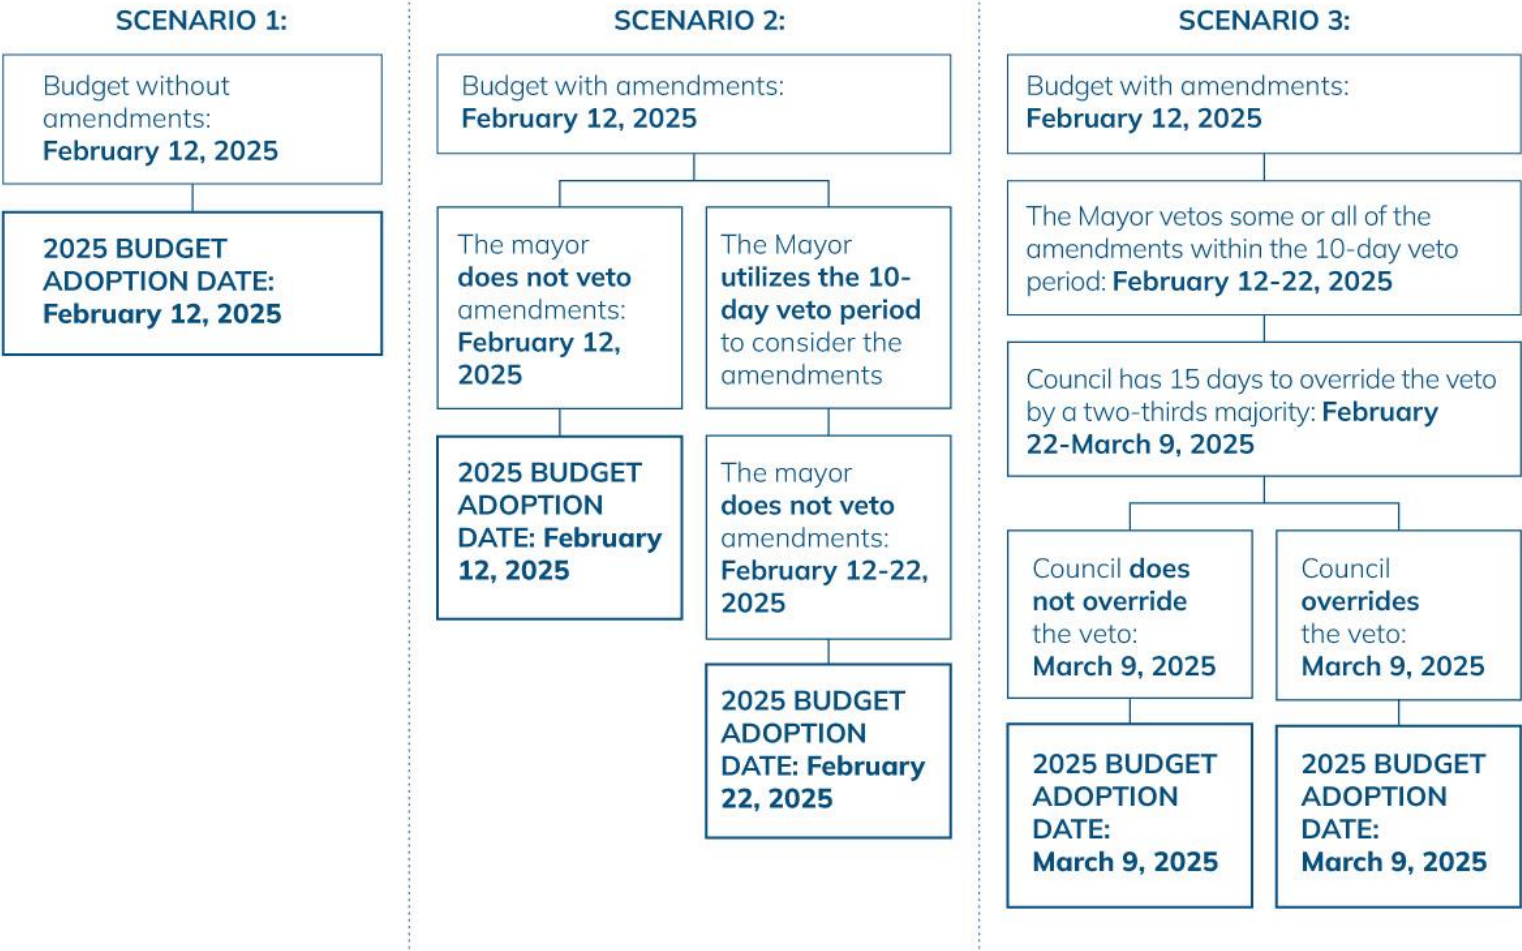 SCENARIO 1:
Budget without
amendments:
February 12, 2025
2025 BUDGET
ADOPTION DATE:
February 12, 2025
SCENARIO 2:
Budget with amendments:
February 12, 2025
The mayor
does not veto
amendments:
February 12,
2025
2025 BUDGET
ADOPTION
DATE: February
12, 2025
The Mayor
utilizes the 10-
day veto period
to consider the
amendments
The mayor
does not veto
amendments:
February 12-22,
2025
2025 BUDGET
ADOPTION
DATE: February
22, 2025
SCENARIO 3:
Budget with amendments:
February 12, 2025
The Mayor vetos some or all of the
amendments within the 10-day veto
period: February 12-22, 2025
Council has 15 days to override the veto
by a two-thirds majority: February
22-March 9, 2025
Council does
not override
the veto:
March 9, 2025
2025 BUDGET
ADOPTION
DATE:
March 9, 2025
Council
overrides
the veto:
March 9, 2025
2025 BUDGET
ADOPTION
DATE:
March 9, 2025